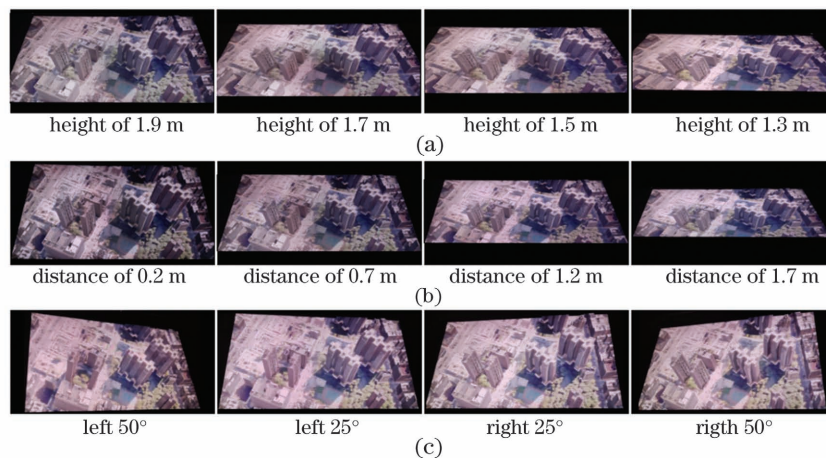 height of 1.9 m height of 1.7 m height of 1.5 m height of 1.3 m
(a)
distance of 0.2 m distance of 0.7 m distance of 1.2 m distance of 1.7 m
(b)
left 50° left 25° right 25° rigth 50°
(c)